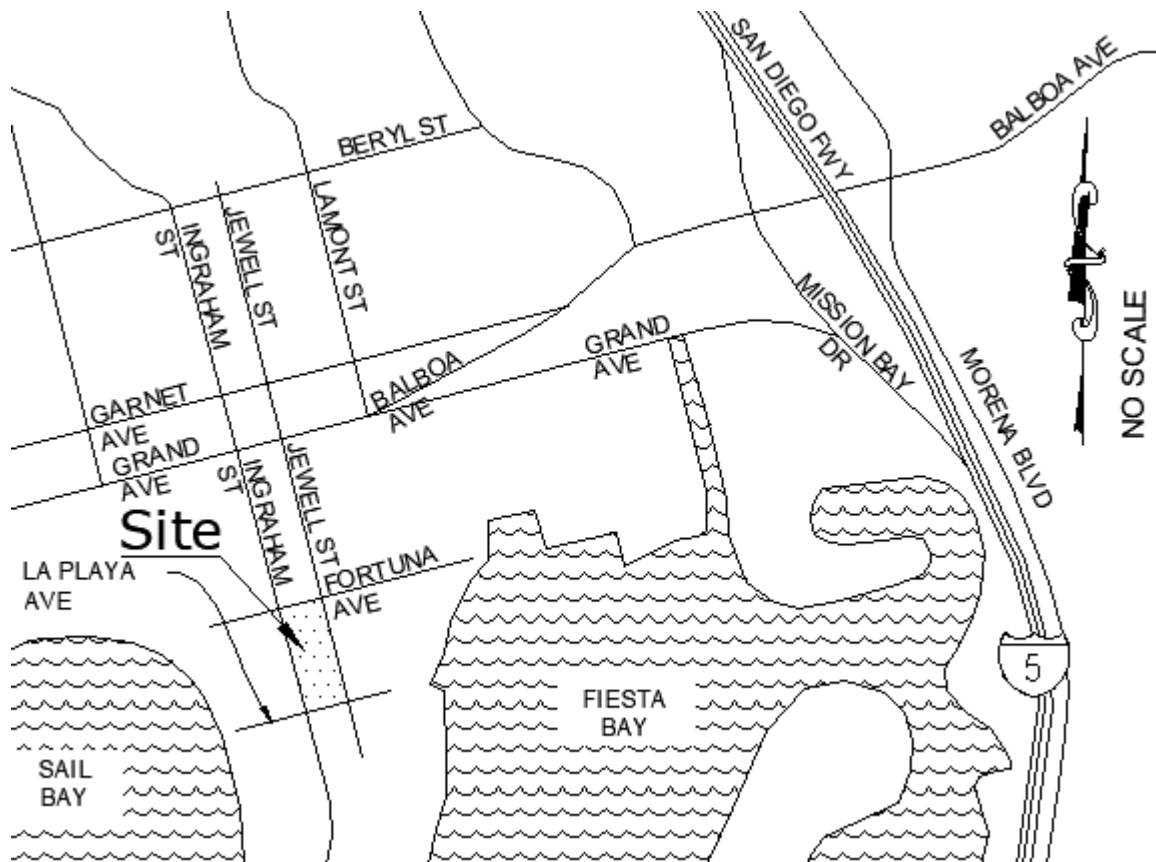 SAN DIEGO FWY
BALBOA AVE
BERYL ST
LAMONT ST
JEWELL ST
INGRAHAM
ST
MISSION BAY
DR
MORENA BLVD
NO SCALE
GRAND
AVE
BALBOA
AVE
GARNET
AVE
GRAND
AVE
INGRAHAM
ST
JEWELL ST
Site
FORTUNA
AVE
LA PLAYA
AVE
5
FIESTA
BAY
SAIL
BAY